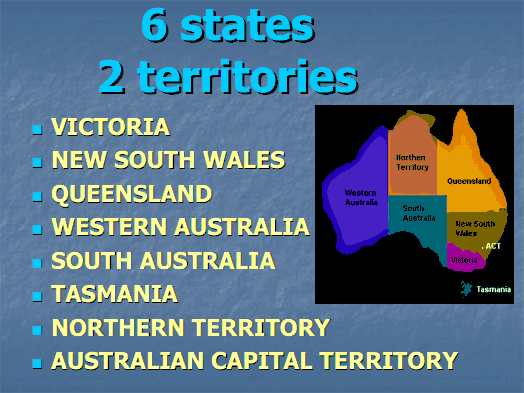 6 states
2 territories
VICTORIA
NEW SOUTH WALES
QUEENSLAND
WESTERN AUSTRALIA
SOUTH AUSTRALIA
TASMANIA
NORTHERN TERRITORY
AUSTRALIAN CAPITAL TERRITORY
Northen
Territory
Queensland
Western
Australia
South
Australia
New South
Wales
. ACT
Victoria
Tasmania